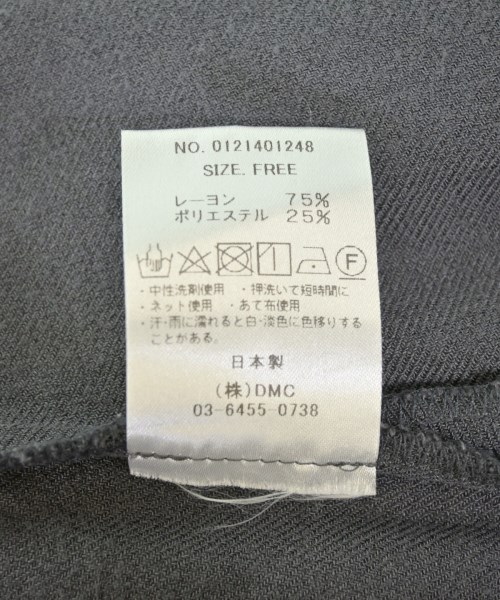 NO. 0121401248
SIZE. FREE
レーヨン 75%
ポリエステル 25%
F
・中性洗剤使用 ・押洗いで短時間に
・ネット使用 ・あて布使用
・汗・雨に濡れると白・淡色に色移りする
ことがある。
日本製
(株)DMC
03-6455-0738